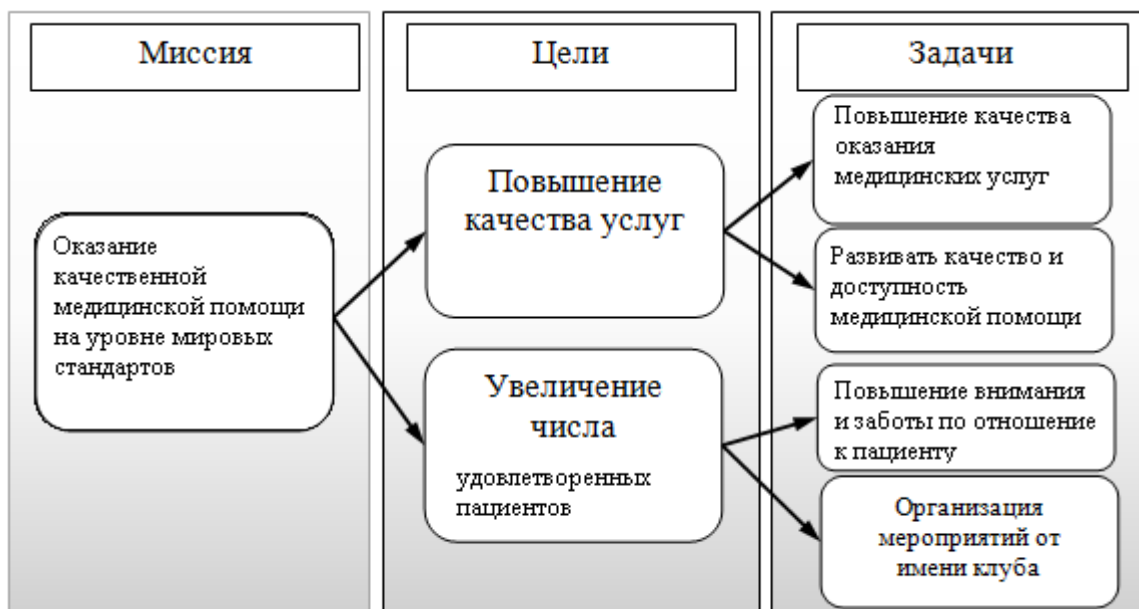 Миссия
Оказание
качественной
медицинской помощи
на уровне мировых
стандартов
Цели
Повышение
качества услуг
Увеличение
числа
удовлетворенных
пациентов
Задачи
Повышение качества
оказания
медицинских услуг
Развивать качество и
доступность
медицинской помощи
Повышение внимания
и заботы по отношение
к пациенту
Организация
мероприятий от
имени клуба